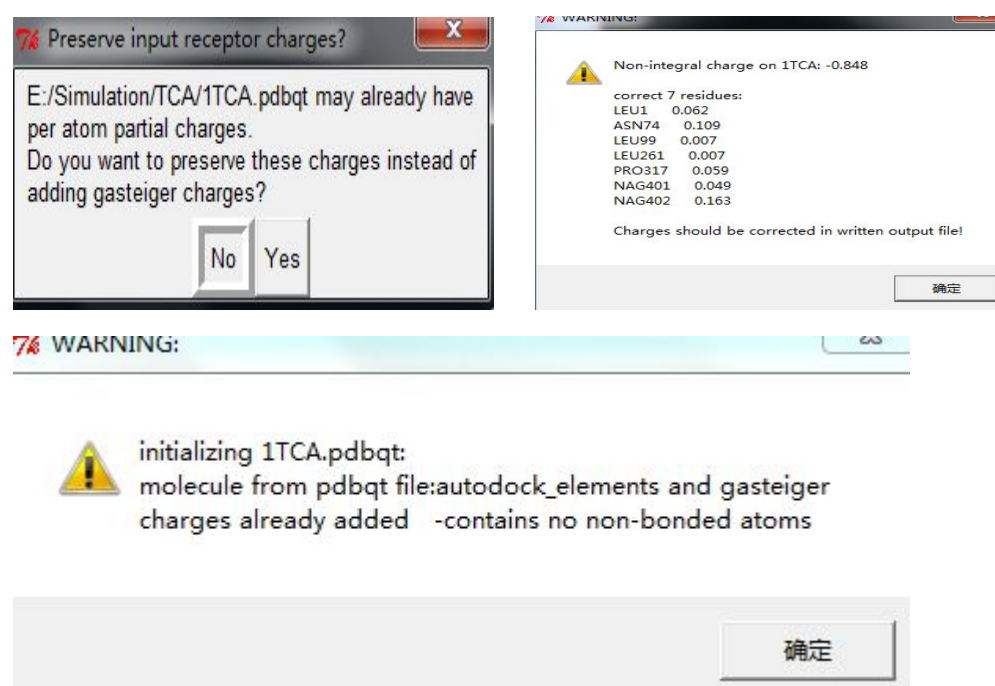 Preserve input receptor charges?
E:/Simulation/TCA/1TCA.pdbqt may already have
per atom partial charges.
Do you want to preserve these charges instead of
adding gasteiger charges?
No Yes
WARNING:
Non-integral charge on 1TCA: -0.848
correct 7 residues:
LEU1 0.062
ASN74 0.109
LEU99 0.007
LEU261 0.007
PRO317 0.059
NAG401 0.049
NAG402 0.163
Charges should be corrected in written output file!
确定
WARNING:
initializing 1TCA.pdbqt:
molecule from pdbqt file:autodock_elements and gasteiger
charges already added -contains no non-bonded atoms
确定